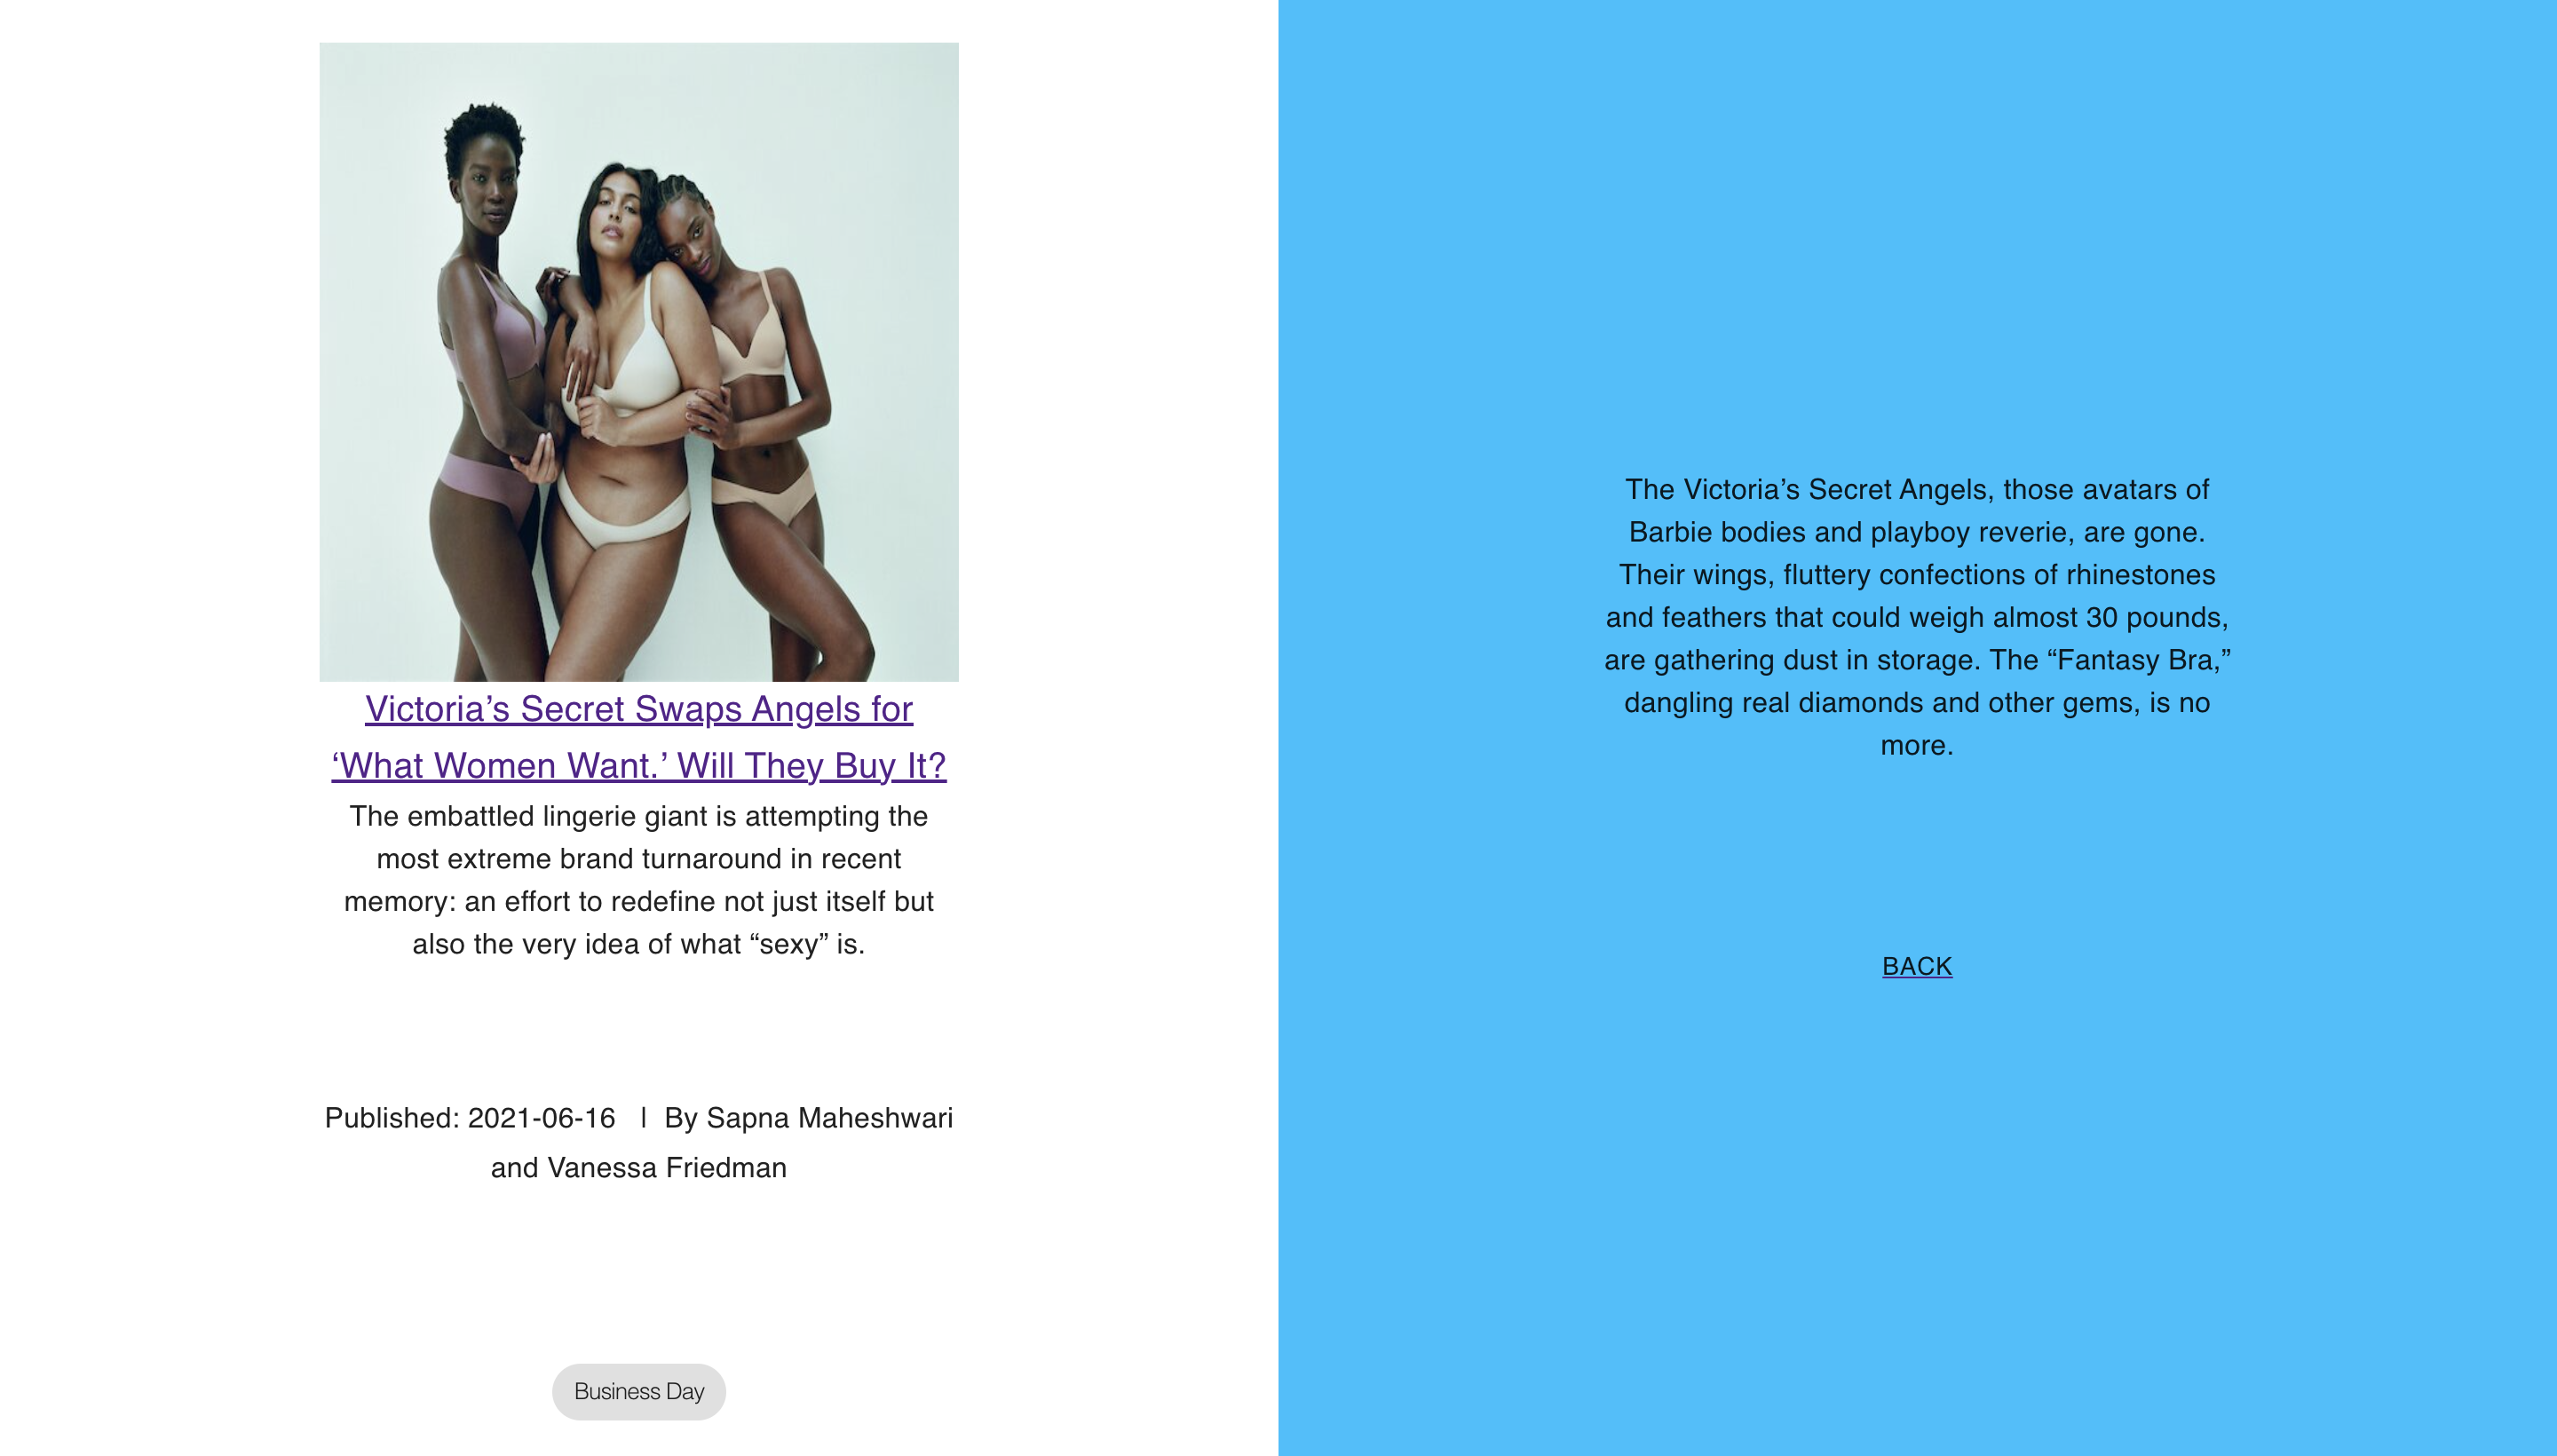 Victoria’s Secret Swaps Angels for
‘What Women Want.’ Will They Buy It?
The embattled lingerie giant is attempting the
most extreme brand turnaround in recent
memory: an effort to redefine not just itself but
also the very idea of what “sexy” is.
Published: 2021-06-16 | By Sapna Maheshwari
and Vanessa Friedman
Business Day
The Victoria’s Secret Angels, those avatars of
Barbie bodies and playboy reverie, are gone.
Their wings, fluttery confections of rhinestones
and feathers that could weigh almost 30 pounds,
are gathering dust in storage. The “Fantasy Bra,”
dangling real diamonds and other gems, is no
more.
BACK